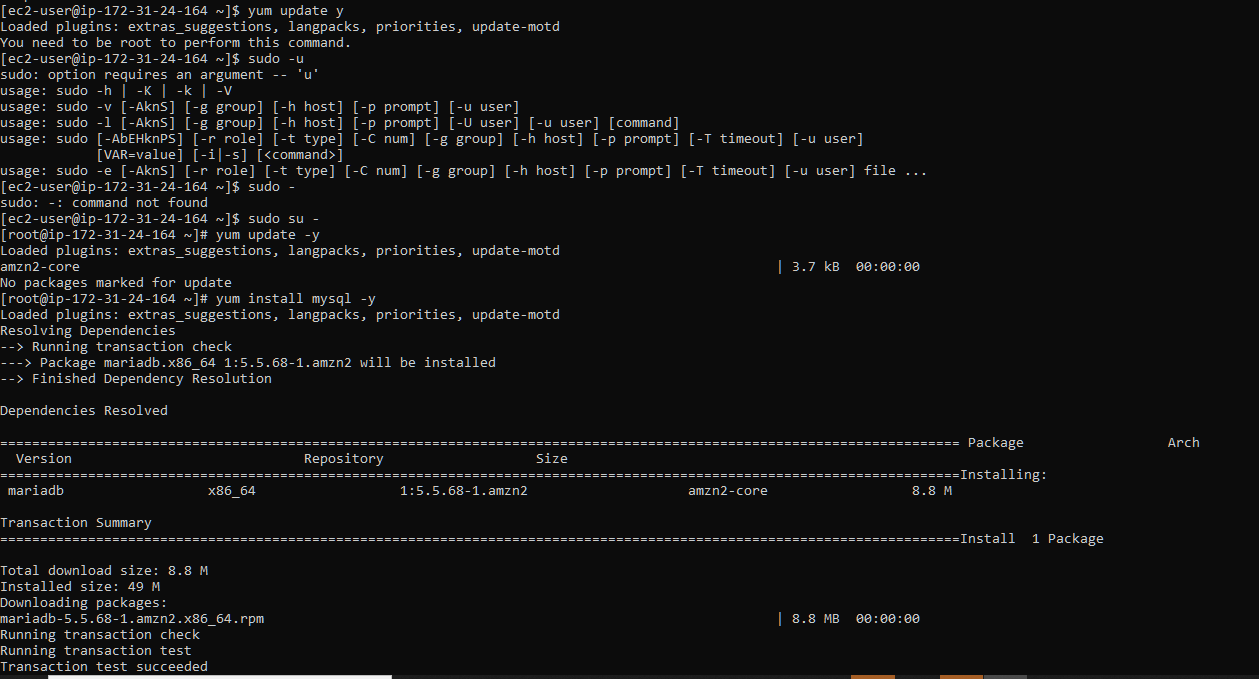 [ec2-user@ip-172-31-24-164 ~]$ yum update y
Loaded plugins: extras_suggestions, langpacks, priorities, update-motd
You need to be root to perform this command.
[ec2-user@ip-172-31-24-164 ~]$ sudo -u
sudo: option requires an argument -- 'u'
usage: sudo -h | -K | -k | -V
usage: sudo -v [-AknS] [-g group] [-h host] [-p prompt] [-u user]
usage: sudo -l [-AknS] [-g group] [-h host] [-p prompt] [-U user] [-u user] [command]
usage: sudo [-AbEHknPS] [-r role] [-t type] [-C num] [-g group] [-h host] [-p prompt] [-T timeout] [-u user]
            [VAR=value] [-i|-s] [<command>]
usage: sudo -e [-AknS] [-r role] [-t type] [-C num] [-g group] [-h host] [-p prompt] [-T timeout] [-u user] file ...
[ec2-user@ip-172-31-24-164 ~]$ sudo -
sudo: -: command not found
[ec2-user@ip-172-31-24-164 ~]$ sudo su -
[root@ip-172-31-24-164 ~]# yum update -y
Loaded plugins: extras_suggestions, langpacks, priorities, update-motd
amzn2-core | 3.7 kB  00:00:00
No packages marked for update
[root@ip-172-31-24-164 ~]# yum install mysql -y
Loaded plugins: extras_suggestions, langpacks, priorities, update-motd
Resolving Dependencies
--> Running transaction check
---> Package mariadb.x86_64 1:5.5.68-1.amzn2 will be installed
--> Finished Dependency Resolution
Dependencies Resolved
======================================================================================================================== Package Arch
Version Repository Size
========================================================================================================================Installing:
mariadb x86_64 1:5.5.68-1.amzn2 amzn2-core 8.8 M
Transaction Summary
========================================================================================================================Install  1 Package
Total download size: 8.8 M
Installed size: 49 M
Downloading packages:
mariadb-5.5.68-1.amzn2.x86_64.rpm | 8.8 MB  00:00:00
Running transaction check
Running transaction test
Transaction test succeeded